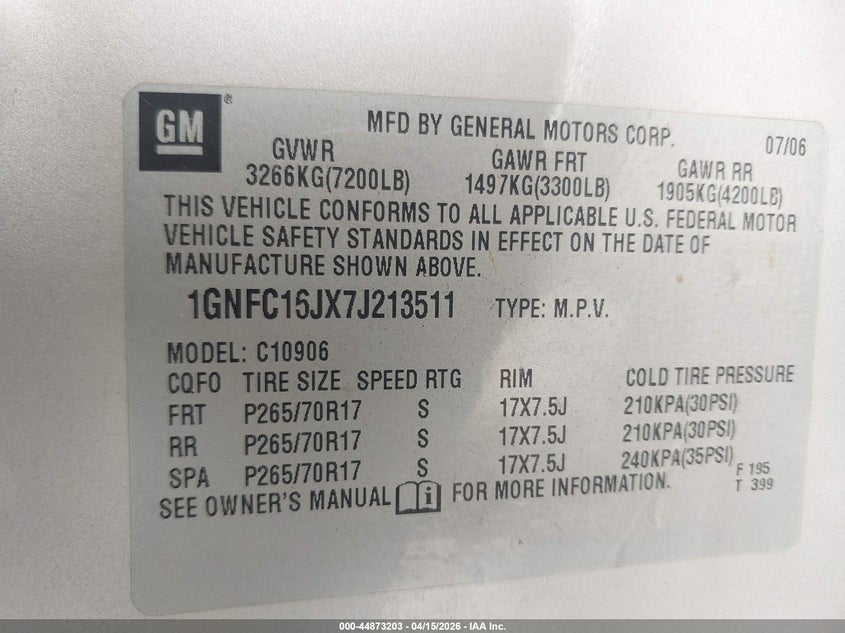 GM®
MFD BY GENERAL MOTORS CORP. 07/06
GVWR GAWR FRT GAWR RR
3266KG(7200LB) 1497KG(3300LB) 1905KG(4200LB)
THIS VEHICLE CONFORMS TO ALL APPLICABLE U.S. FEDERAL MOTOR
VEHICLE SAFETY STANDARDS IN EFFECT ON THE DATE OF
MANUFACTURE SHOWN ABOVE.
1GNFC16JX7J213511 TYPE: M.P.V.
MODEL: C10906
CQFO TIRE SIZE SPEED RTG RIM COLD TIRE PRESSURE
FRT P265/70R17 S 17X7.5J 210KPA(30PSI)
RR P265/70R17 S 17X7.5J 210KPA(30PSI)
SPA P265/70R17 S 17X7.5J 240KPA(35PSI)
F 195
T 399
SEE OWNER'S MANUAL i FOR MORE INFORMATION.
000-44873203 - 04/15/2026 - IAA Inc.